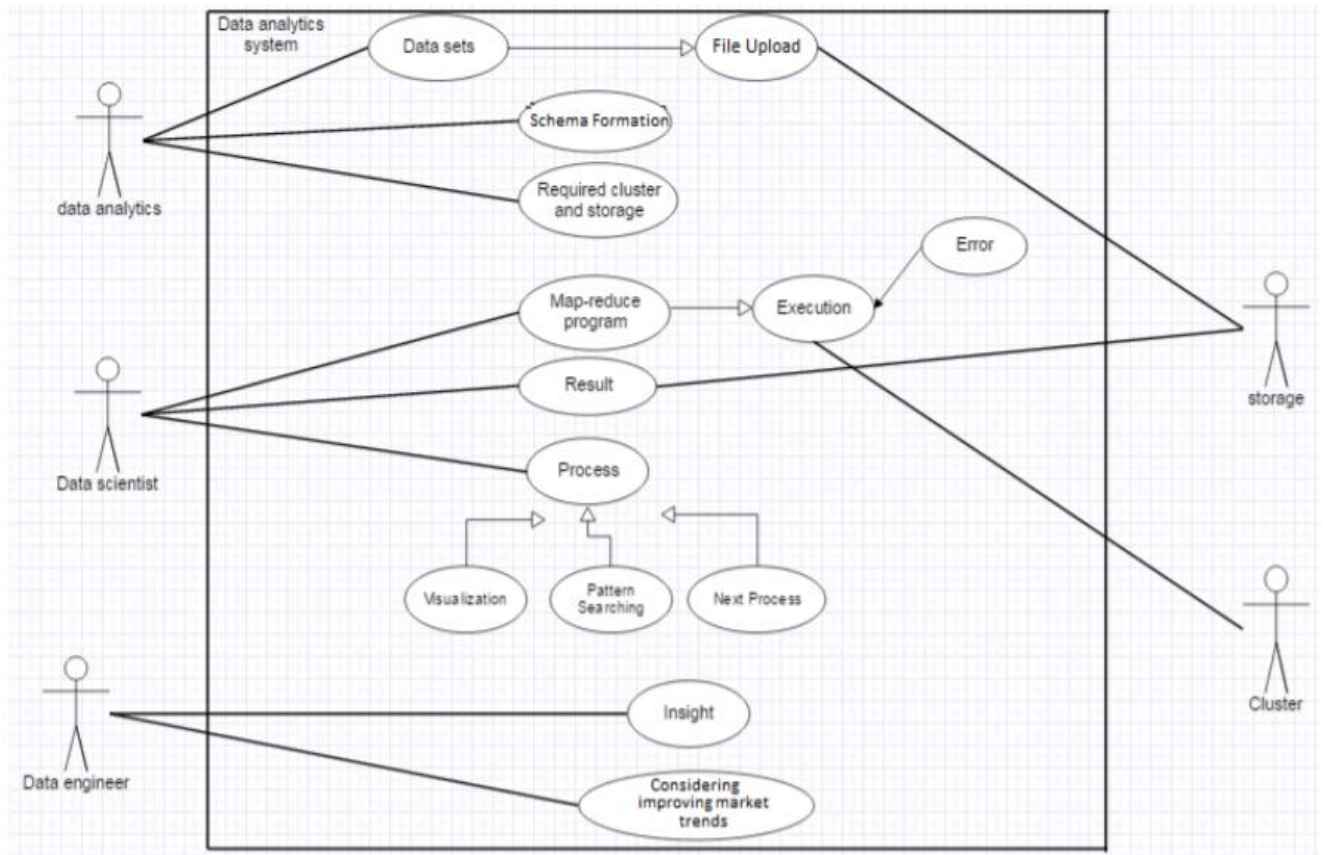 Data analytics
system
Data sets
File Upload
Schema Formation
data analytics
Required cluster
and storage
Error
Map-reduce
program
Execution
Result
storage
Data scientist
Process
Visualization
Pattern
Searching
Next Process
Cluster
Insight
Data engineer
Considering
improving market
trends